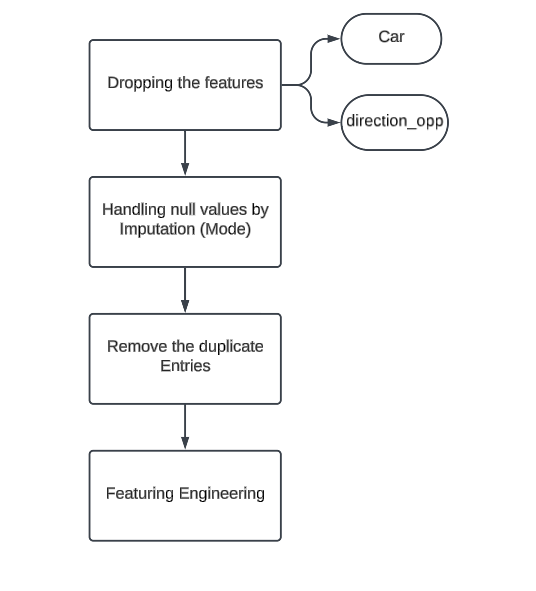 Dropping the features
Car
direction_opp
Handling null values by
Imputation (Mode)
Remove the duplicate
Entries
Featuring Engineering